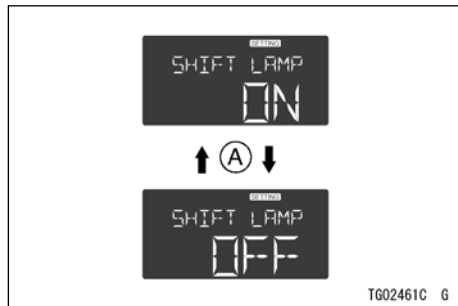 SETTING
SHIFT LAMP
ON
A
SETTING
SHIFT LAMP
OFF
TG02461C G